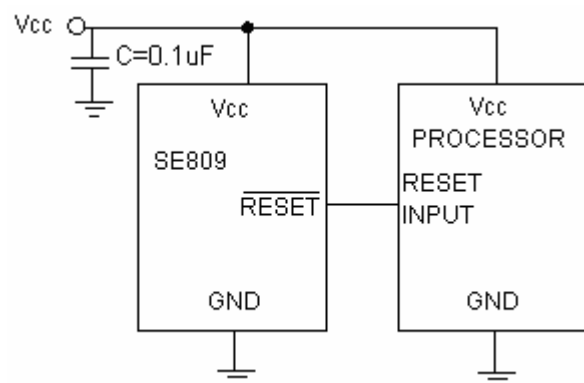 Vcc
C=0.1uF
Vcc
SE809
RESET
GND
Vcc
PROCESSOR
RESET
INPUT
GND